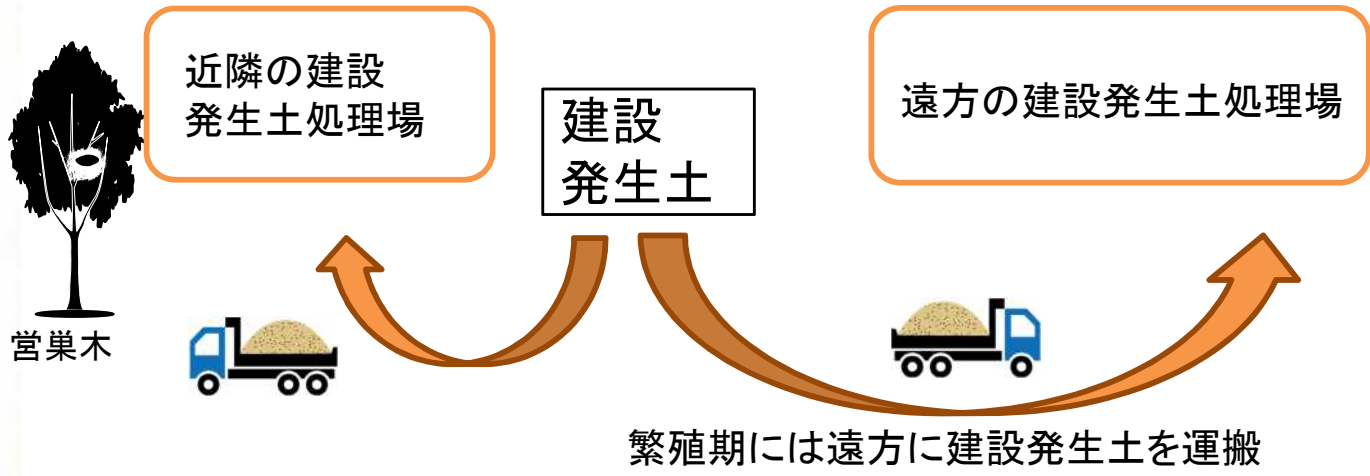 近隣の建設
発生土処理場
建設
発生土
遠方の建設発生土処理場
営巣木
繁殖期には遠方に建設発生土を運搬